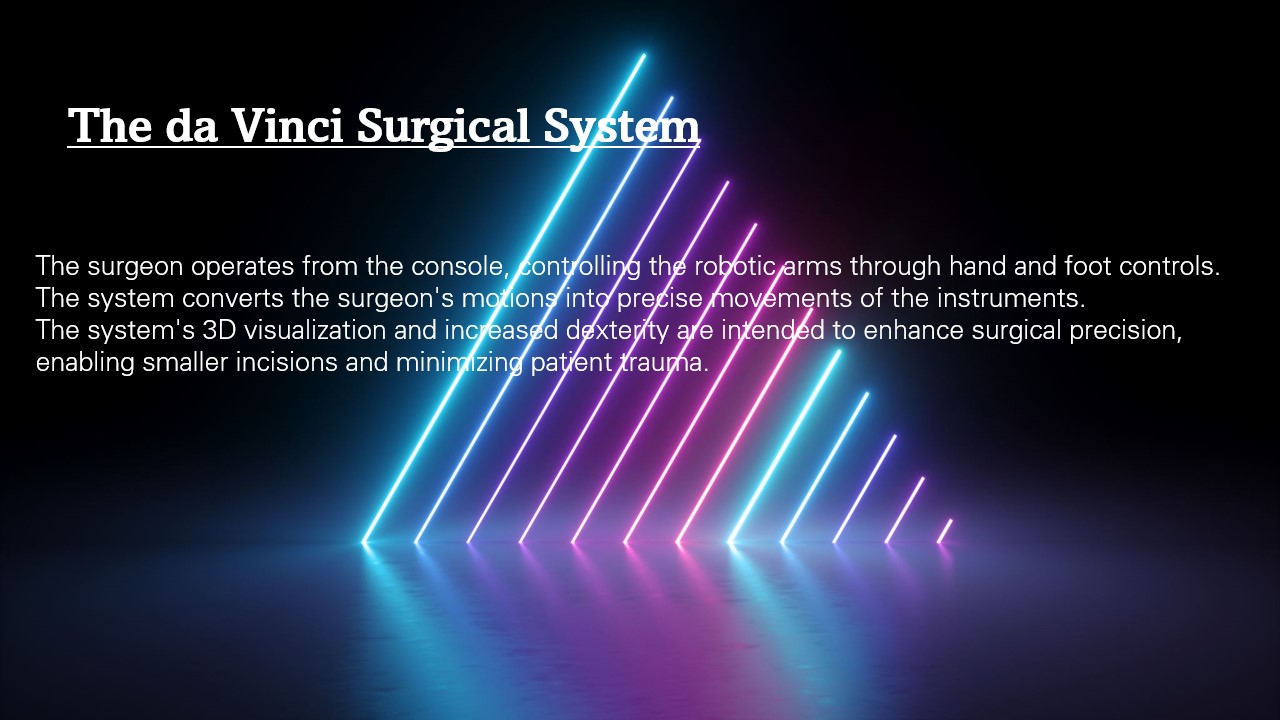 The da Vinci Surgical System
The surgeon operates from the console, controlling the robotic arms through hand and foot controls.
The system converts the surgeon's motions into precise movements of the instruments.
The system's 3D visualization and increased dexterity are intended to enhance surgical precision,
enabling smaller incisions and minimizing patient trauma.